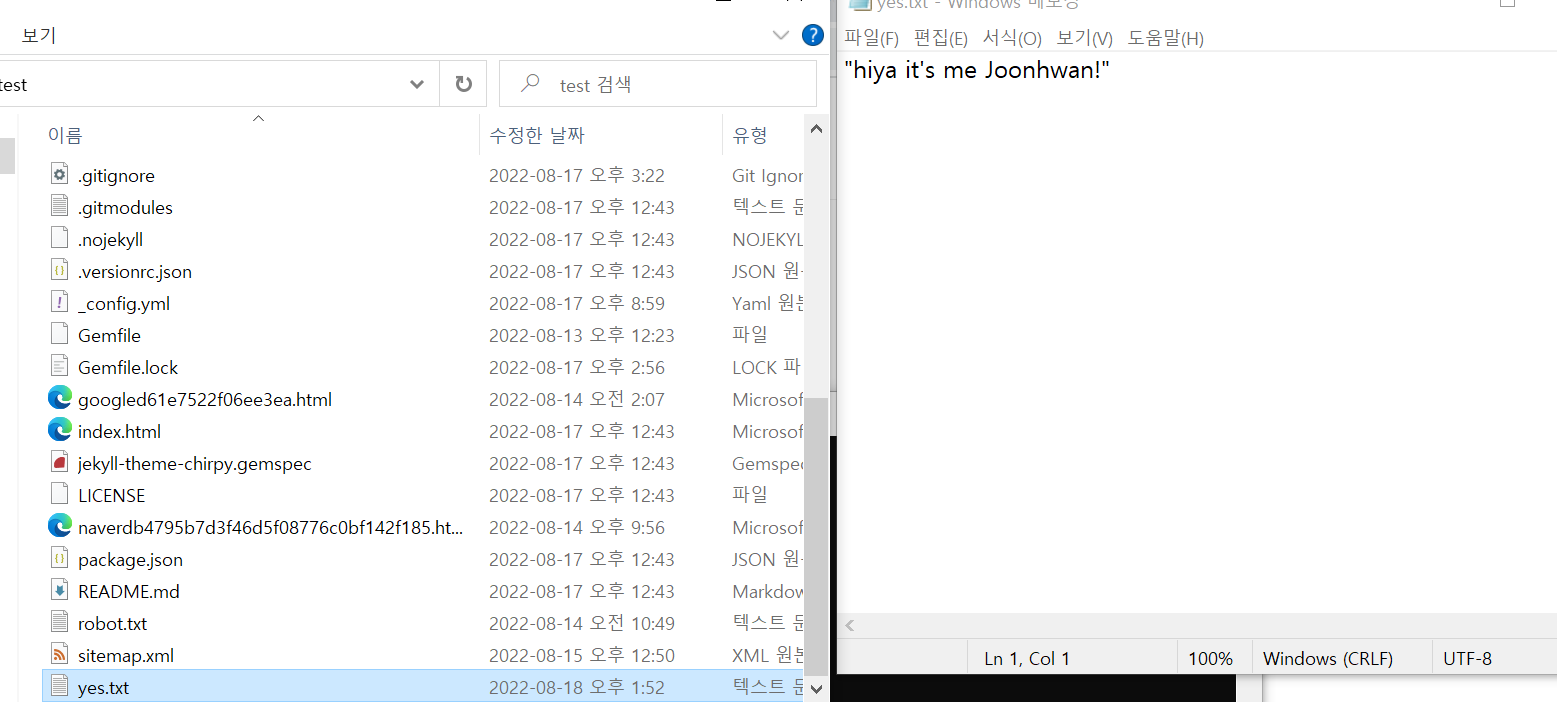 보기
test
test 검색
이름 수정한 날짜 유형
.gitignore 2022-08-17 오후 3:22 Git Ignor
.gitmodules 2022-08-17 오후 12:43 텍스트
.nojekyll 2022-08-17 오후 12:43 NOJEKYL
.versionrc.json 2022-08-17 오후 12:43 JSON 원
_config.yml 2022-08-17 오후 8:59 Yaml 원본
Gemfile 2022-08-13 오후 12:23 파일
Gemfile.lock 2022-08-17 오후 2:56 LOCK 파
googled61e7522f06ee3ea.html 2022-08-14 오전 2:07 Microsof
index.html 2022-08-17 오후 12:43 Microsof
jekyll-theme-chirpy.gemspec 2022-08-17 오후 12:43 Gemspec
LICENSE 2022-08-17 오후 12:43 파일
naverdb4795b7d3f46d5f08776c0bf142f185.ht... 2022-08-14 오후 9:56 Microsof
package.json 2022-08-17 오후 12:43 JSON 원
README.md 2022-08-17 오후 12:43 Markdow
robot.txt 2022-08-14 오전 10:49 텍스트
sitemap.xml 2022-08-15 오후 12:50 XML 원본
yes.txt 2022-08-18 오후 1:52 텍스트
yes.txt - Windows 메모장
파일(F) 편집(E) 서식(O) 보기(V) 도움말(H)
"hiya it's me Joonhwan!"
Ln 1, Col 1 100% Windows (CRLF) UTF-8